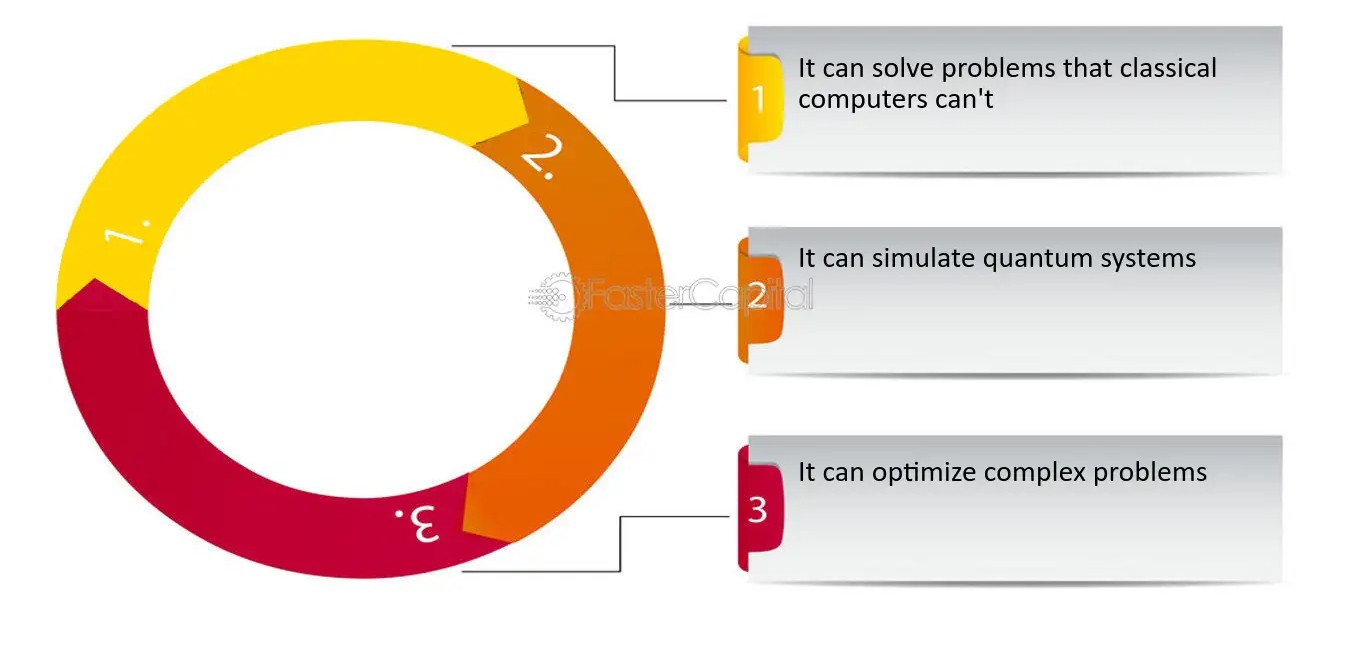 1.
2.
3.
1
It can solve problems that classical
computers can't
2
It can simulate quantum systems
3
It can optimize complex problems
FasterCapital